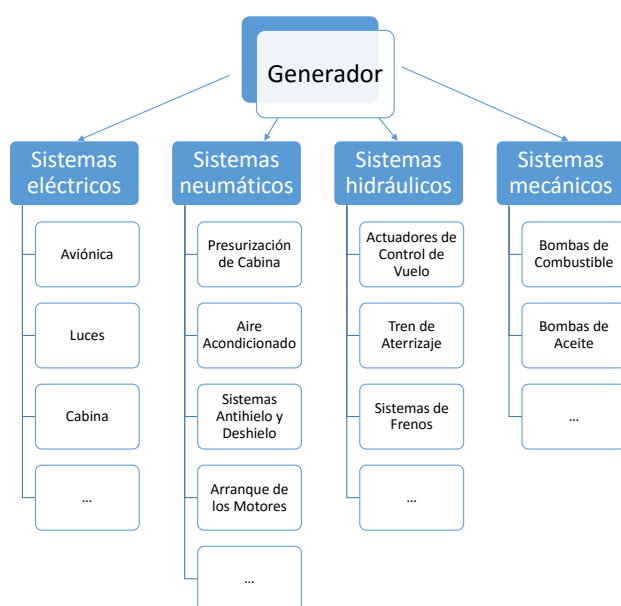 Generador
Sistemas
eléctricos
Aviónica
Luces
Cabina
...
Sistemas
neumáticos
Presurización
de Cabina
Aire
Acondicionado
Sistemas
Antihielo y
Deshielo
Arranque de
los Motores
...
Sistemas
hidráulicos
Actuadores de
Control de
Vuelo
Tren de
Aterrizaje
Sistemas de
Frenos
...
Sistemas
mecánicos
Bombas de
Combustible
Bombas de
Aceite
...